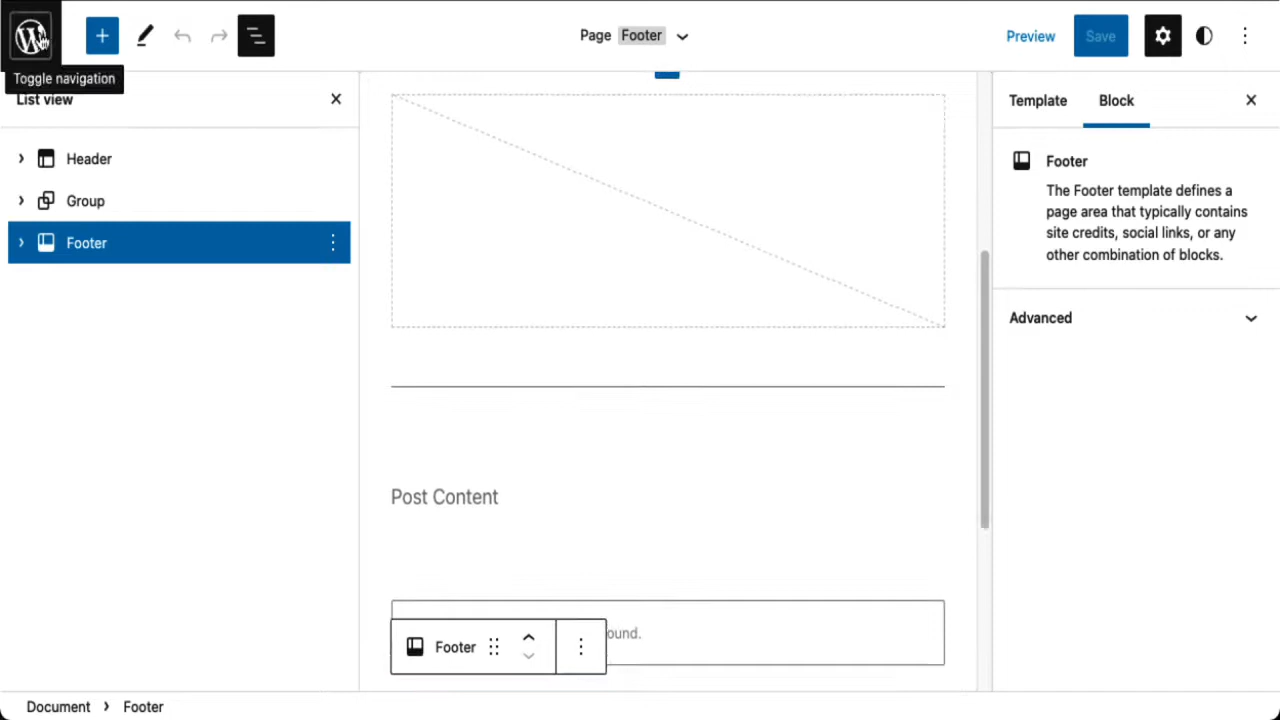 Page Footer
Preview
Save
Toggle navigation
List view
Header
Group
Footer
Post Content
ound.
Footer
Template
Block
Footer
The Footer template defines a
page area that typically contains
site credits, social links, or any
other combination of blocks.
Advanced
Document › Footer